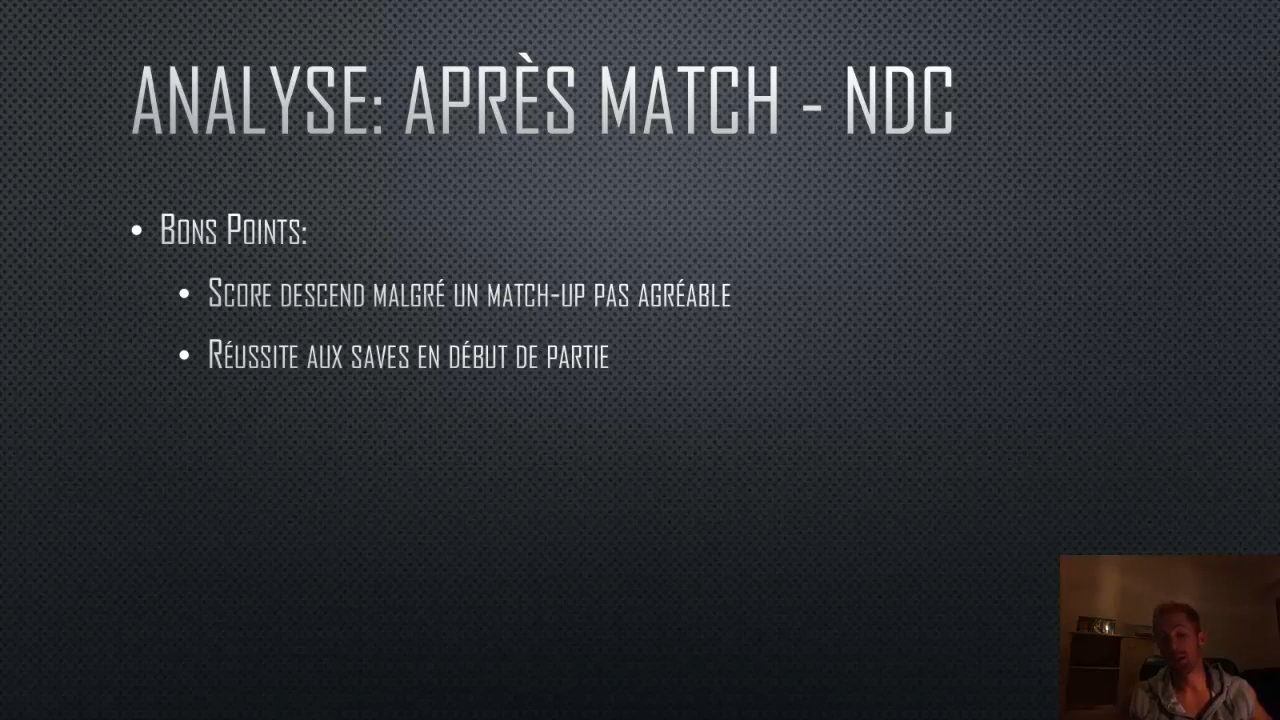 ANALYSE: APRÈS MATCH - NDC
• BONS POINTS:
• SCORE DESCEND MALGRÉ UN MATCH-UP PAS AGRÉABLE
• RÉUSSITE AUX SAVES EN DÉBUT DE PARTIE